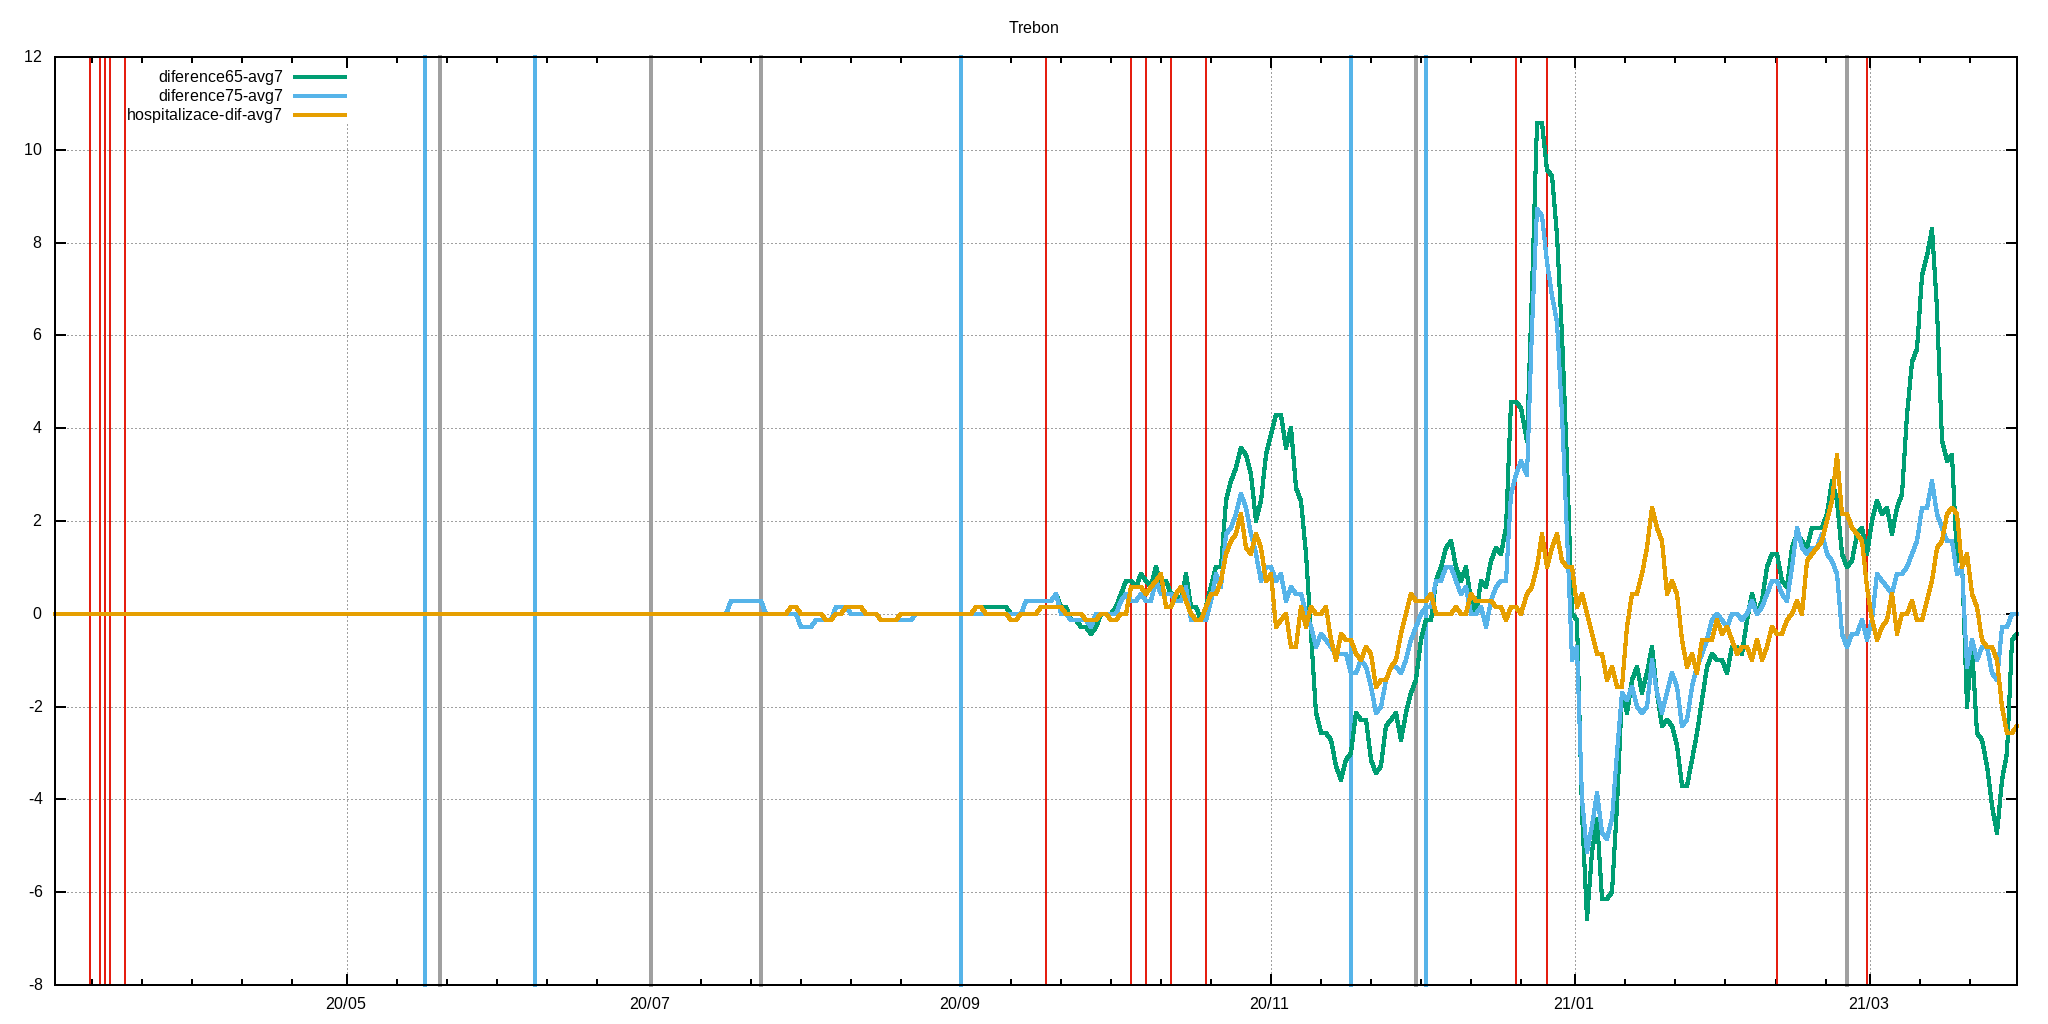 Trebon
12
diference65-avg7
diference75-avg7
hospitalizace-dif-avg7
10
8
6
4
2
0
-2
-4
-6
-8
20/05 20/07 20/09 20/11 21/01 21/03